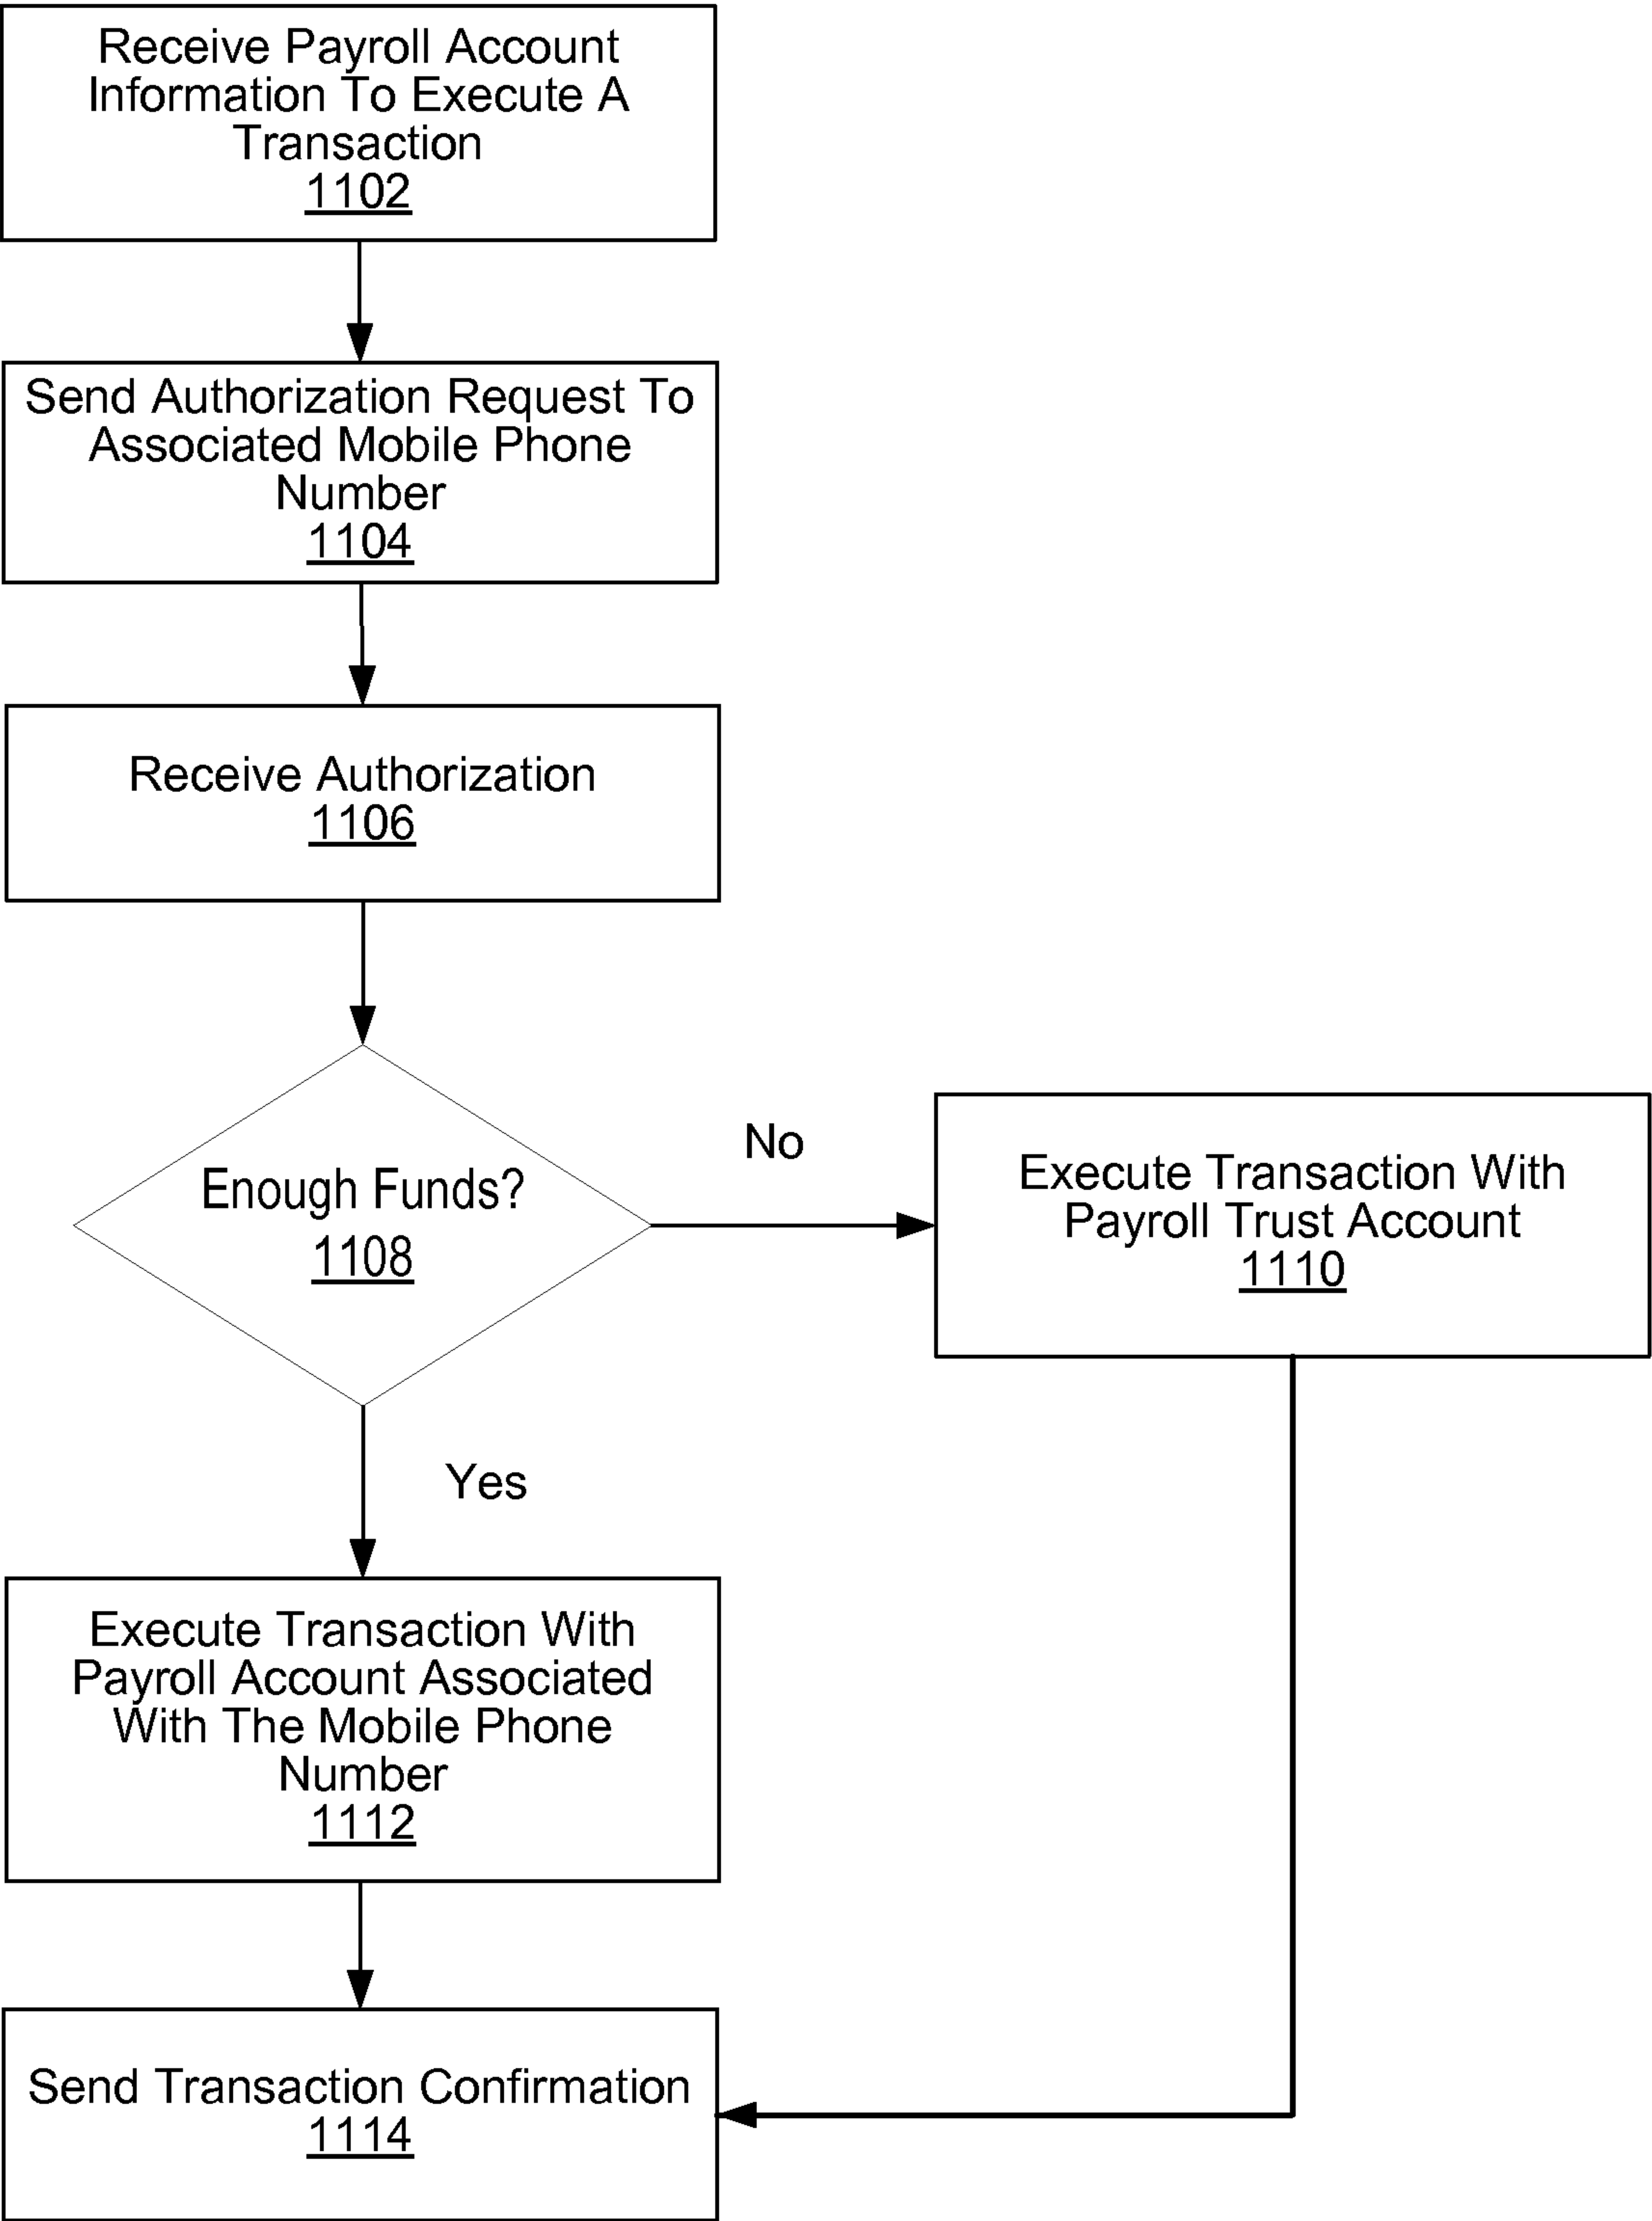 Receive Payroll Account
Information To Execute A
Transaction
1102
Send Authorization Request To
Associated Mobile Phone
Number
1104
Receive Authorization
1106
Enough Funds?
1108
No
Execute Transaction With
Payroll Trust Account
1110
Yes
Execute Transaction With
Payroll Account Associated
With The Mobile Phone
Number
1112
Send Transaction Confirmation
1114